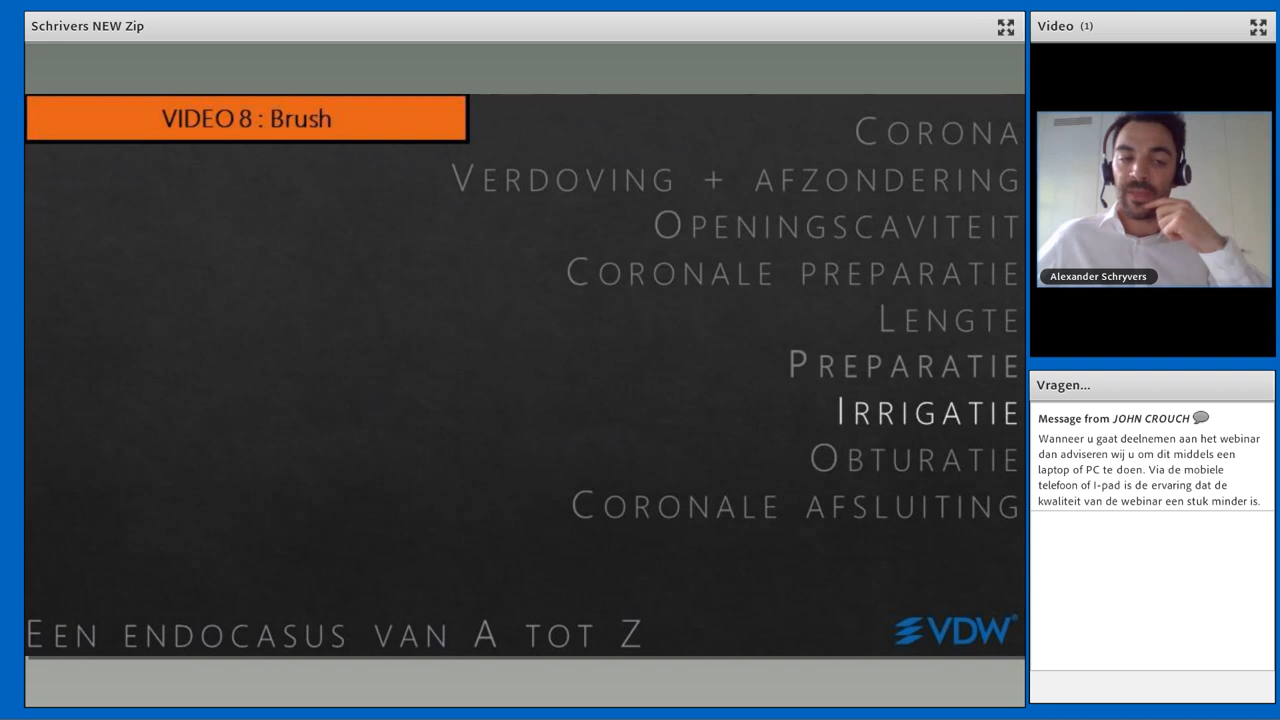 Schrivers NEW Zip
VIDEO 8 : Brush
CORONA
VERDOVING + AFZONDERING
OPENINGSCAVITEIT
CORONALE PREPARATIE
LENGTE
PREPARATIE
IRRIGATIE
OBTURATIE
CORONALE AFSLUITING
EEN ENDOCASUS VAN A TOT Z
VDW®
Video (1)
Alexander Schryvers
Vragen...
Message from JOHN CROUCH
Wanneer u gaat deelnemen aan het webinar
dan adviseren wij u om dit middels een
laptop of PC te doen. Via de mobiele
telefoon of I-pad is de ervaring dat de
kwaliteit van de webinar een stuk minder is.